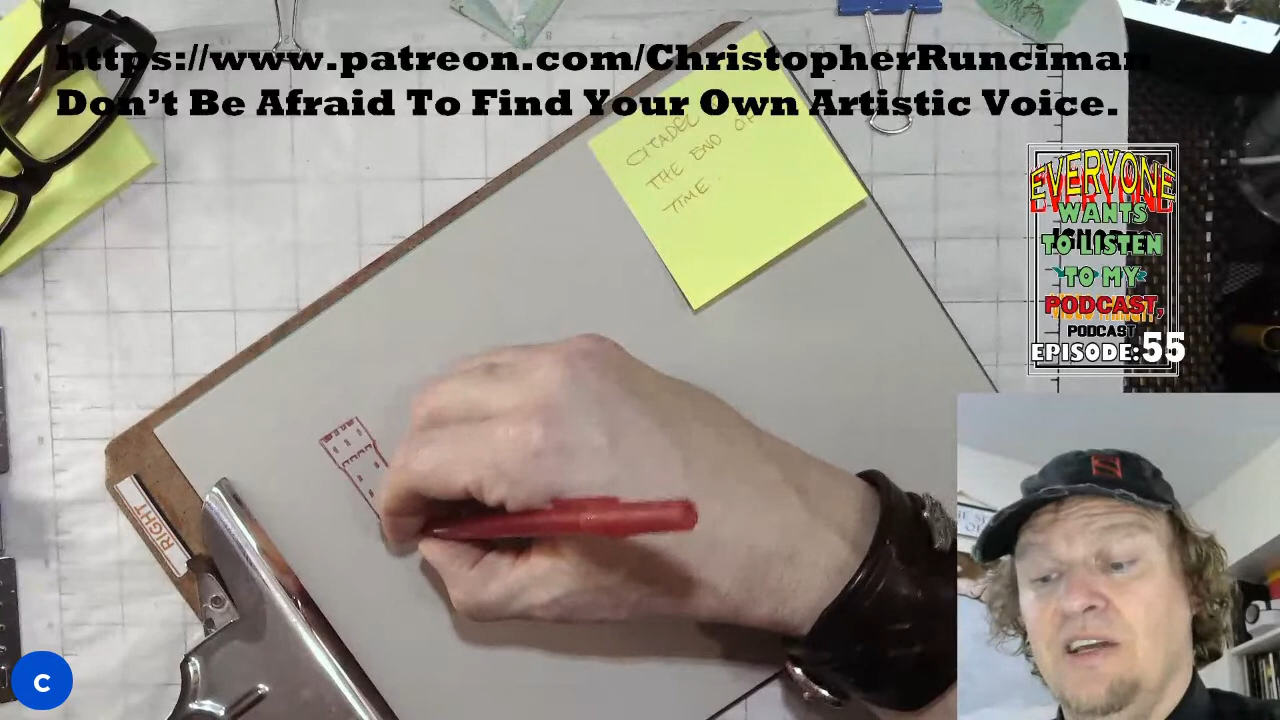 https://www.patreon.com/ChristopherRunciman
Don't Be Afraid To Find Your Own Artistic Voice.
CITADEL
THE END OF
TIME.
EVERYONE
WANTS
TO LISTEN
TO MY
PODCAST,
PODCAST
EPISODE:55
RIGHT
C